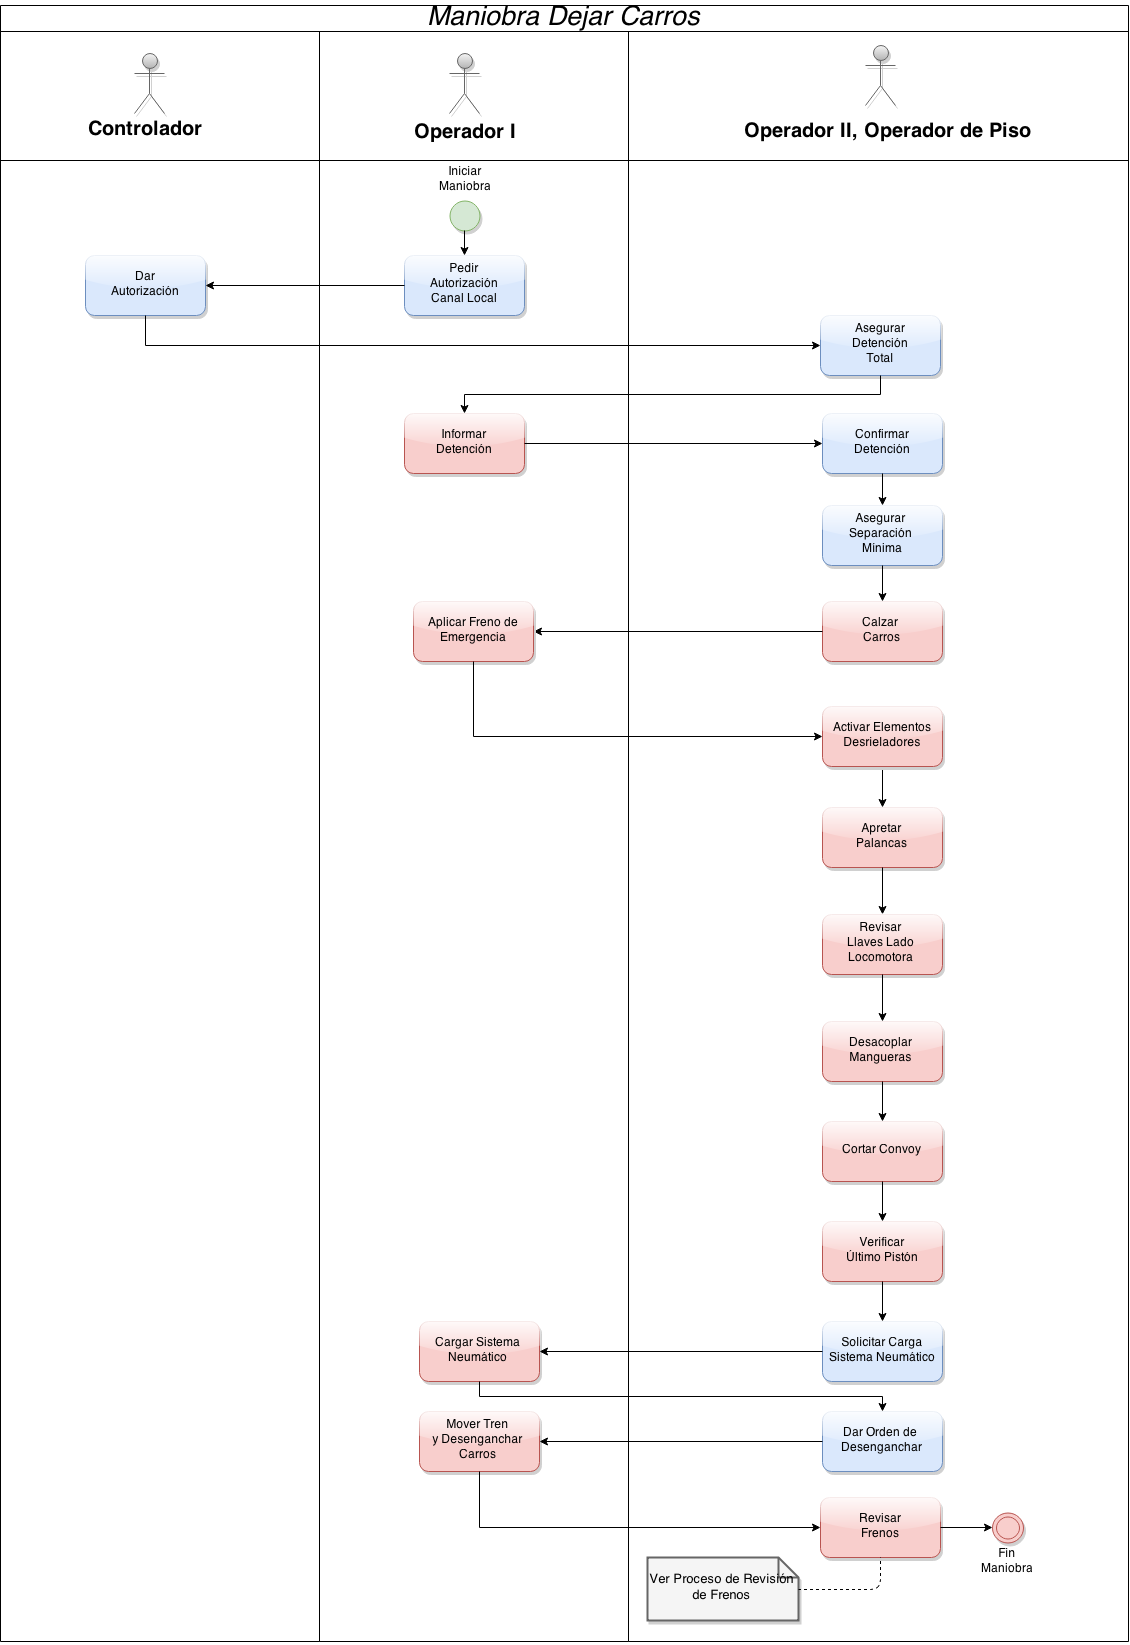 Maniobra Dejar Carros
Controlador
Operador I
Operador II, Operador de Piso
Iniciar
Maniobra
Pedir
Autorización
Canal Local
Dar
Autorización
Asegurar
Detención
Total
Informar
Detención
Confirmar
Detención
Asegurar
Separación
Mínima
Calzar
Carros
Aplicar Freno de
Emergencia
Activar Elementos
Desrieladores
Apretar
Palancas
Revisar
Llaves Lado
Locomotora
Desacoplar
Mangueras
Cortar Convoy
Verificar
Último Pistón
Solicitar Carga
Sistema Neumático
Cargar Sistema
Neumático
Dar Orden de
Desenganchar
Mover Tren
y Desenganchar
Carros
Revisar
Frenos
Fin
Maniobra
Ver Proceso de Revisión
de Frenos